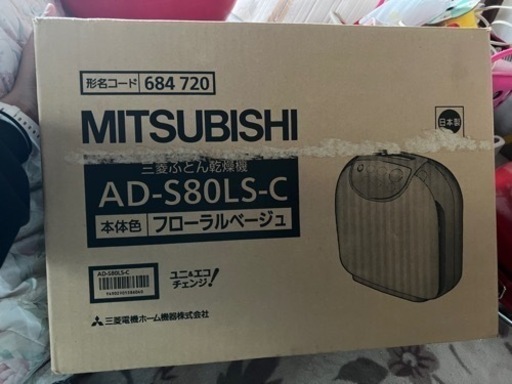 形名コード 684 720
MITSUBISHI
日本製
三菱ふとん乾燥機
AD-S80LS-C
本体色 フローラルベージュ
AD-S80LS-C
ユニ&エコ
チェンジ!
三菱電機ホーム機器株式会社